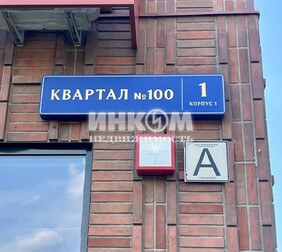 КВАРТАЛ №100
1
КОРПУС 1
ИНКОМ
НЕДВИЖИМОСТЬ
А